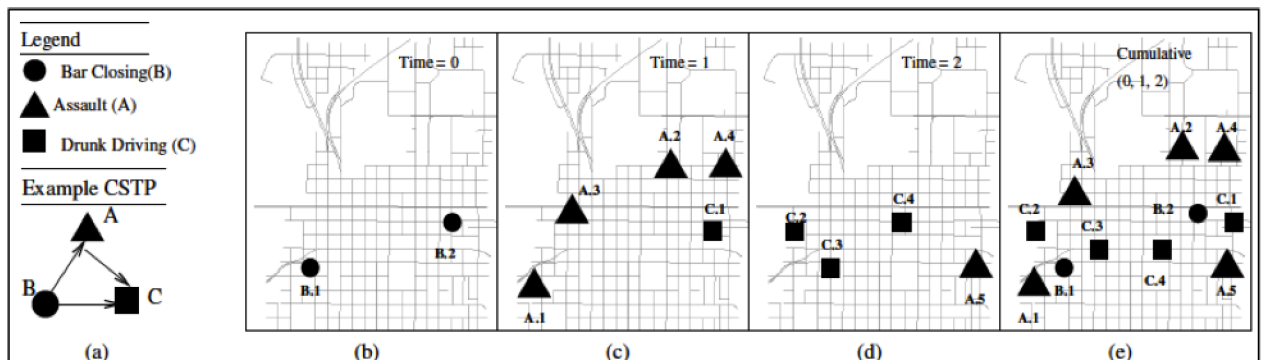 Legend
Bar Closing(B)
Assault (A)
Drunk Driving (C)
Example CSTP
A
B
C
(a)
Time = 0
B.2
B.1
(b)
Time = 1
A.2
A.4
A.3
C.1
A.1
(c)
Time = 2
C.4
C.2
C.3
A.5
(d)
Cumulative
(0, 1, 2)
A.2
A.4
A.3
C.1
C.2
B.2
C.3
C.4
B.1
A.5
A.1
(e)